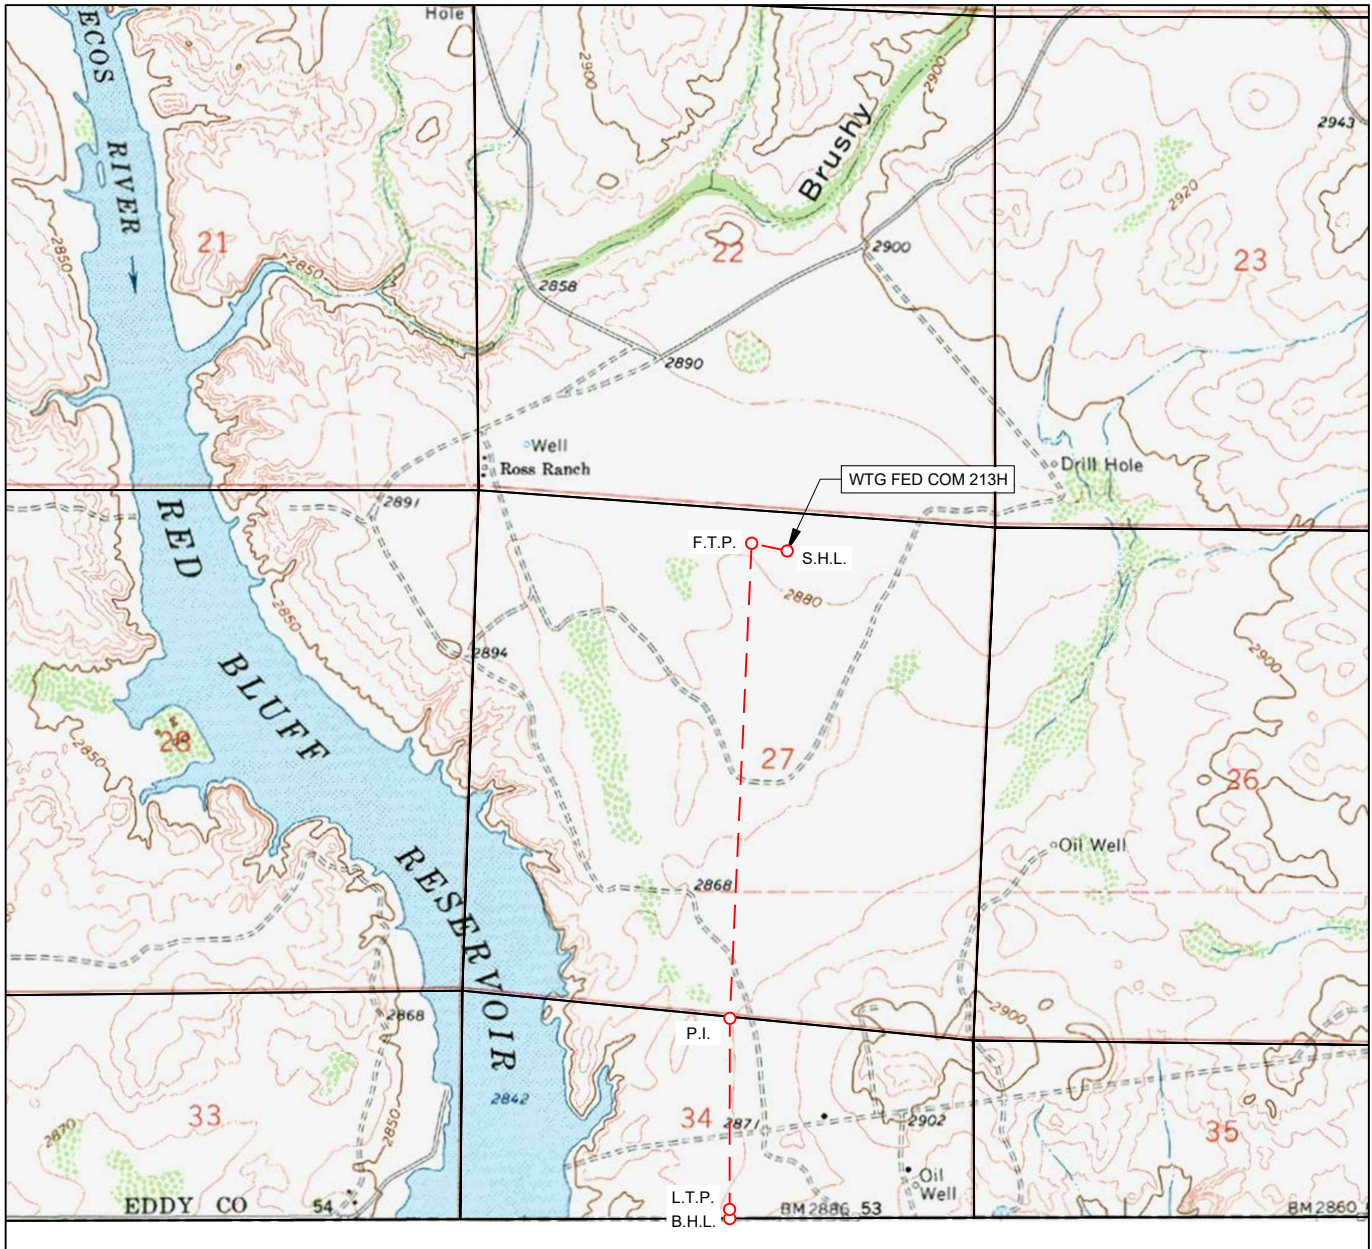 Hole
ECOS
RIVER
2900
2900
Brushy
2943
2920
21
22
23
2850
2850
2900
2858
2890
Well
Ross Ranch
Drill Hole
WTG FED COM 213H
2891
F.T.P.
S.H.L.
RED
2880
2850
2894
BLUFF
2900
28
2850
27
26
Oil Well
RESERVOIR
2868
2868
2900
P.I.
2842
33
34
2871
2902
35
2870
2850
Oil
Well
L.T.P.
EDDY CO
54
B.H.L.
BM 2886
53
BM 2860